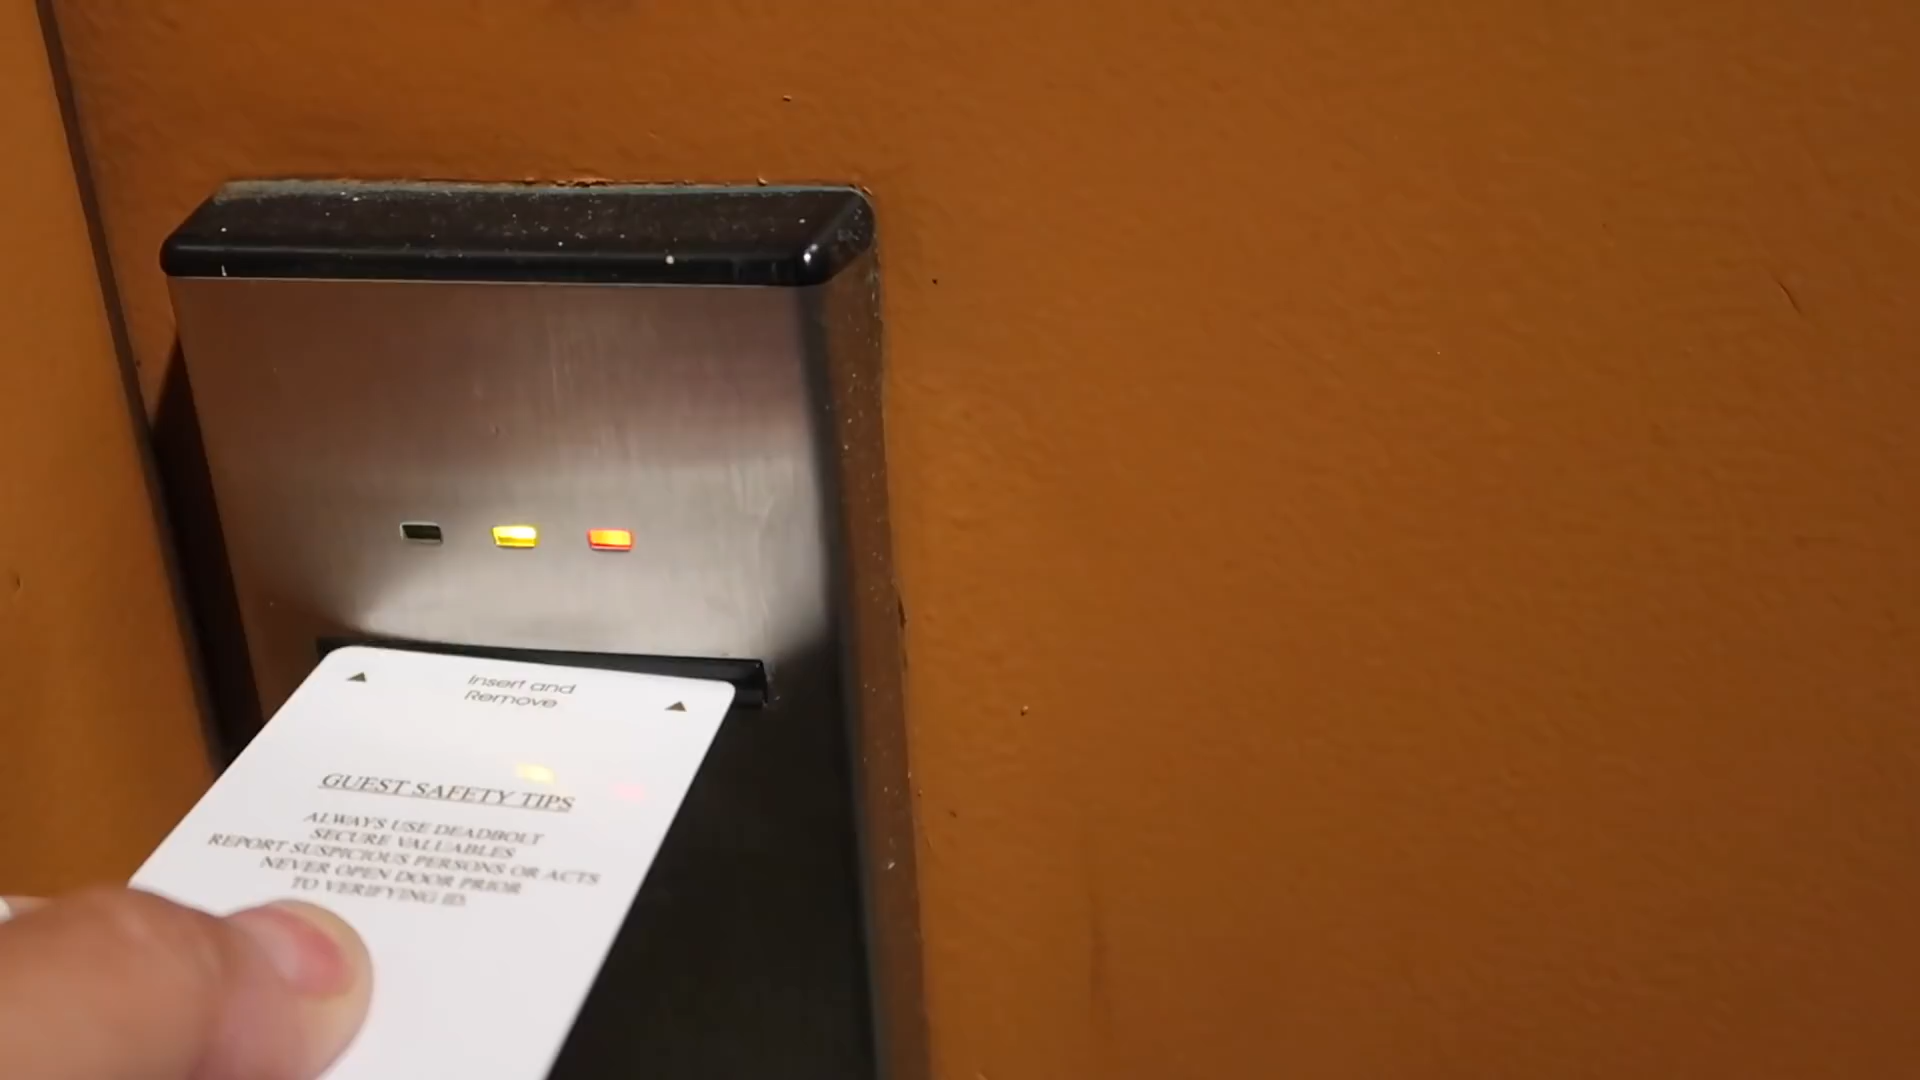 Insert and
Remove
GUEST SAFETY TIPS
ALWAYS USE DEADBOLT
SECURE VALUABLES
REPORT SUSPICIOUS PERSONS OR ACTS
NEVER OPEN DOOR PRIOR
TO VERIFYING ID.